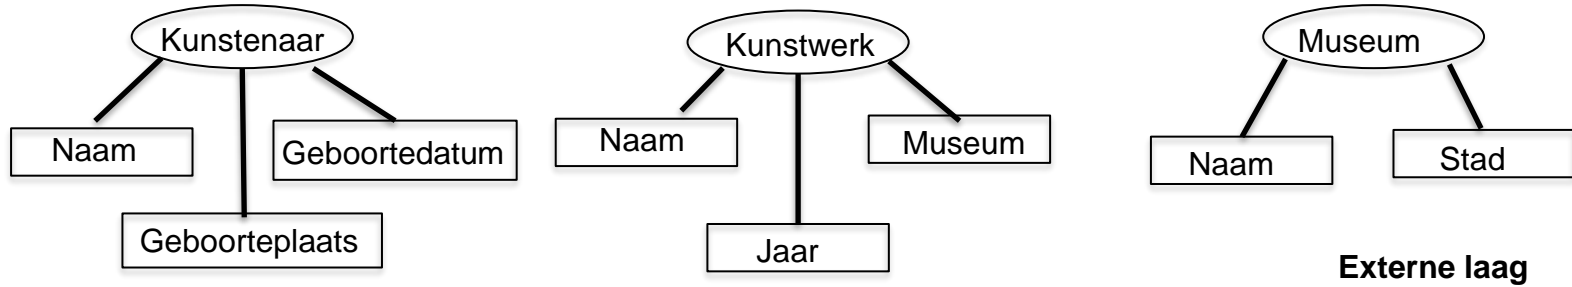 Kunstenaar
Naam
Geboortedatum
Geboorteplaats
Kunstwerk
Naam
Museum
Jaar
Museum
Naam
Stad
Externe laag